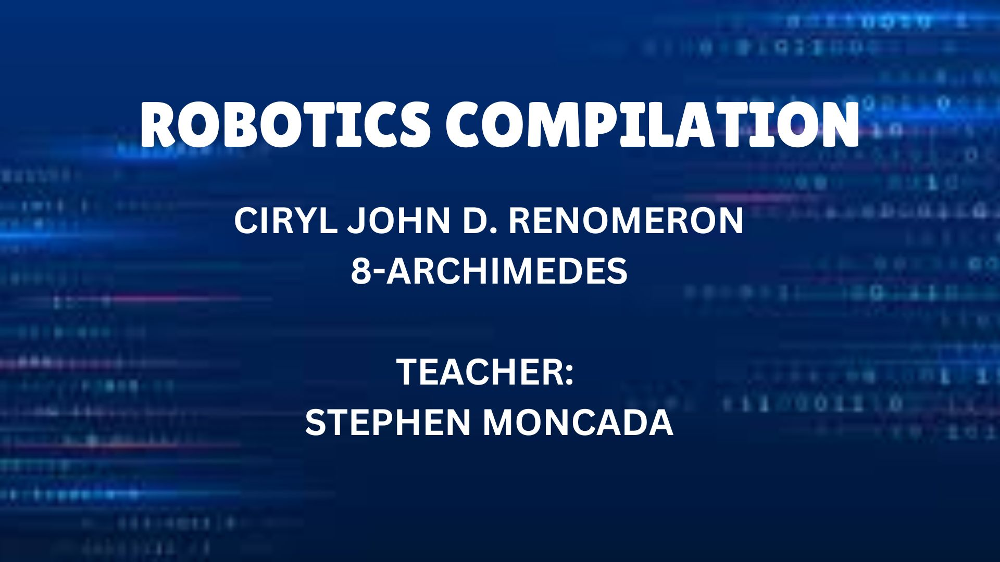 ROBOTICS COMPILATION
CIRYL JOHN D. RENOMERON
8-ARCHIMEDES
TEACHER:
STEPHEN MONCADA